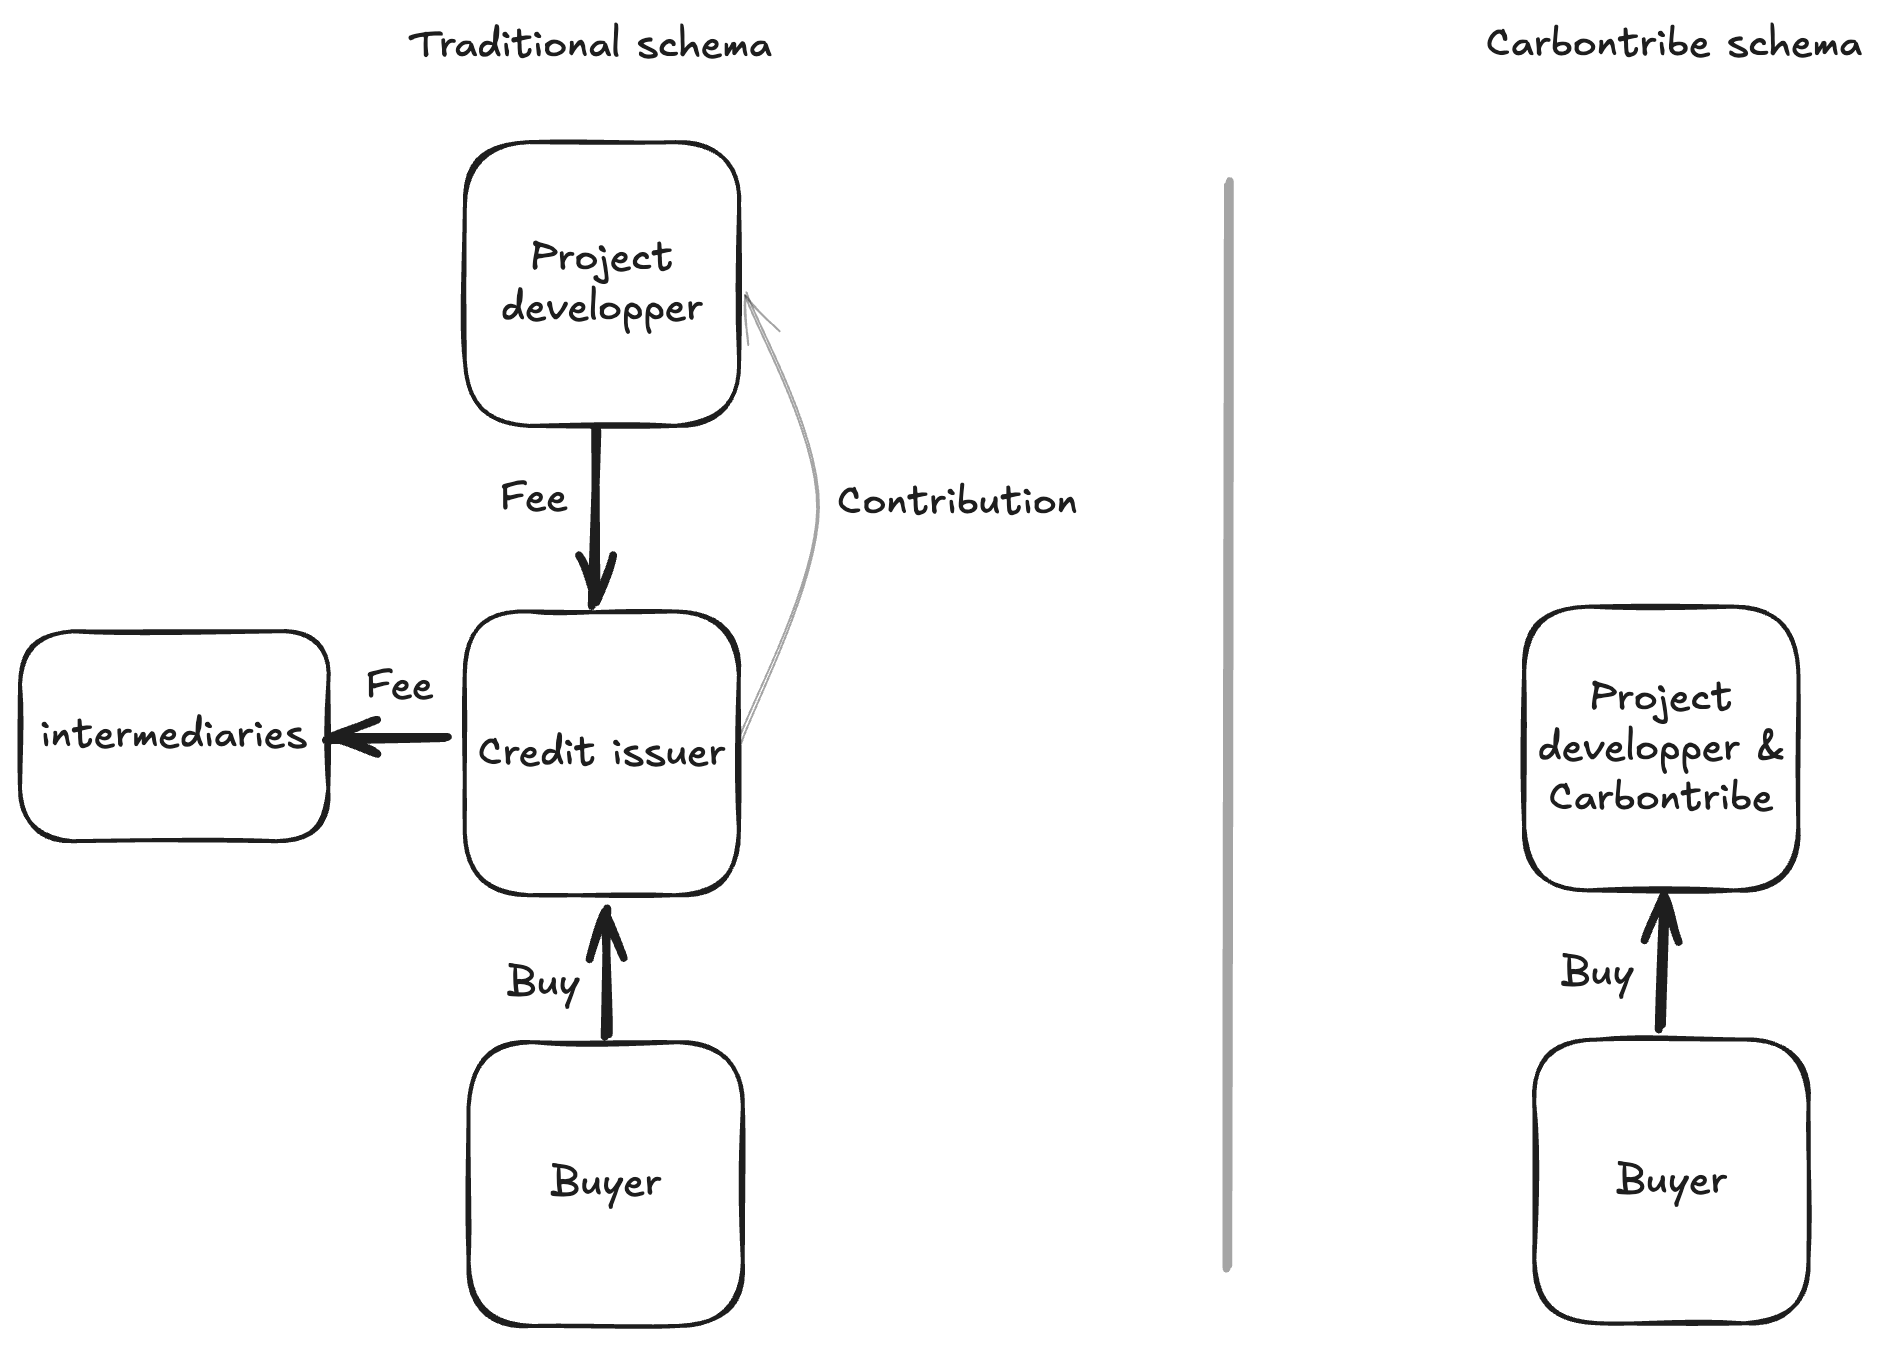 Traditional schema
Carbontribe schema
Project
developper
Fee
Contribution
intermediaries
Fee
Credit issuer
Buy
Buyer
Project
developper &
Carbontribe
Buy
Buyer